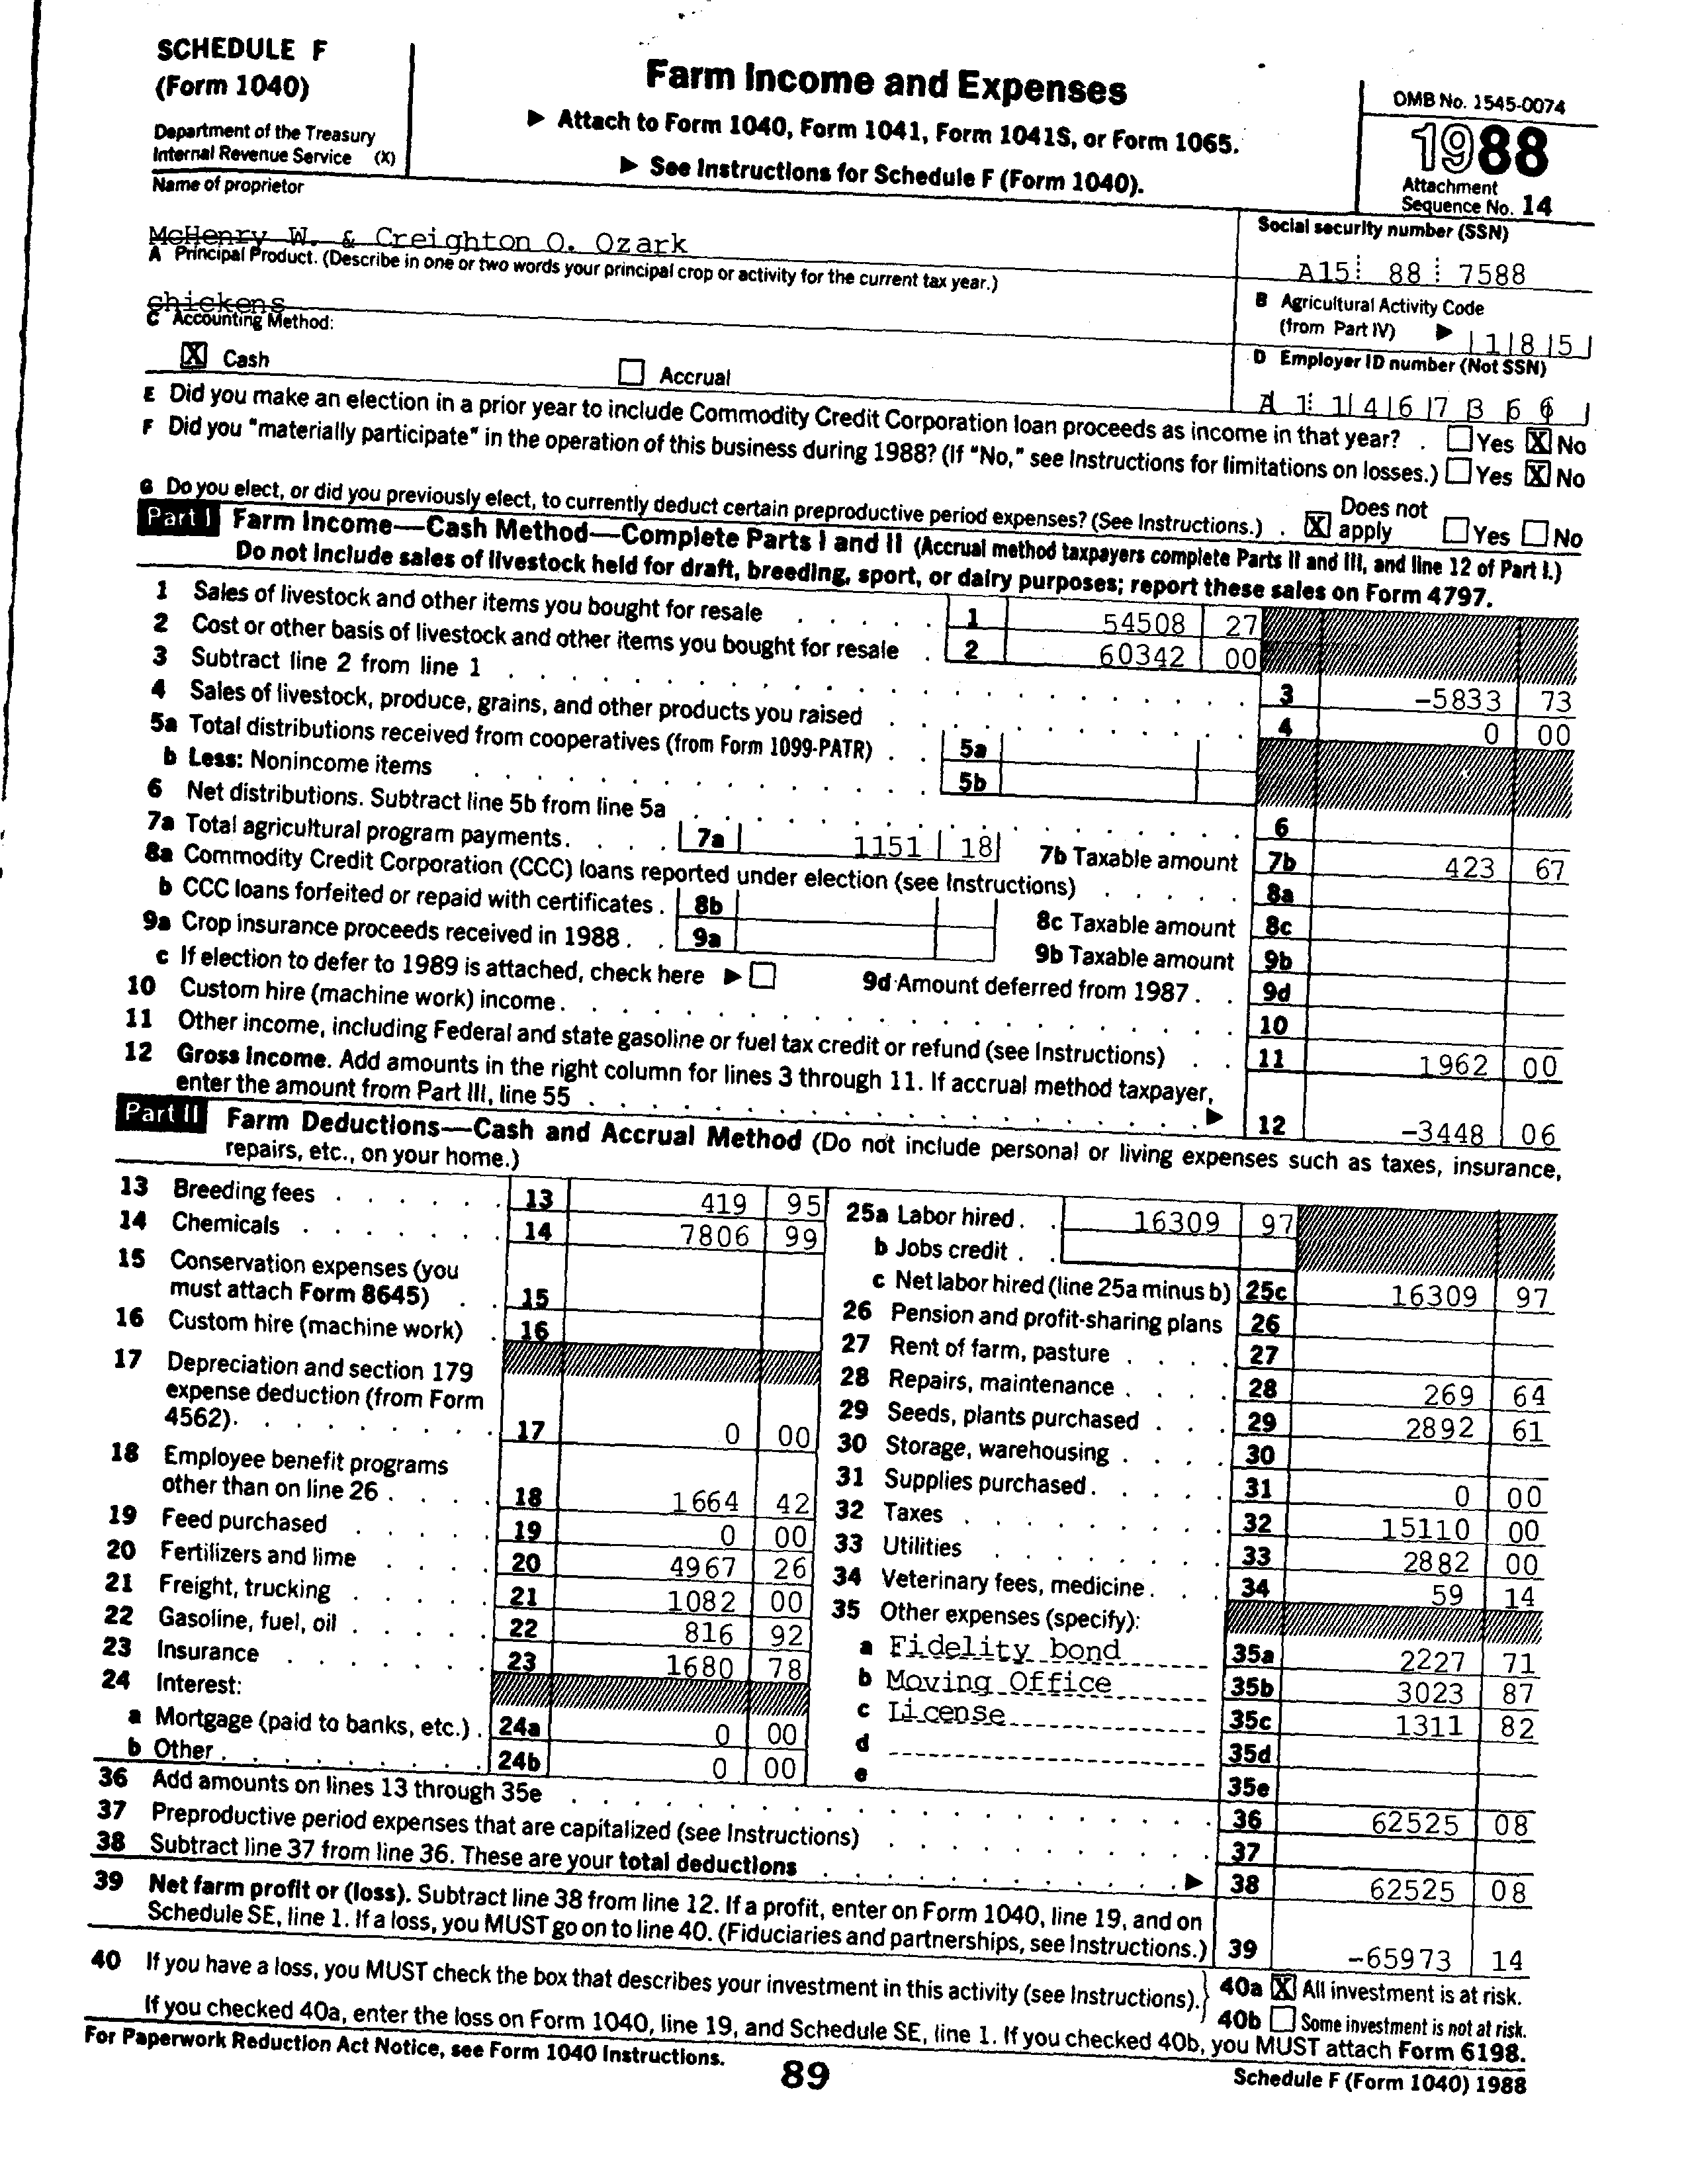 SCHEDULE F
(Form 1040)
Department of the Treasury
Internal Revenue Service (X)
Farm Income and Expenses
▶ Attach to Form 1040, Form 1041, Form 1041S, or Form 1065.
▶ See Instructions for Schedule F (Form 1040).
OMB No. 1545-0074
1988
Attachment
Sequence No. 14
Name of proprietor
McHenry W. & Creighton O. Ozark
Social security number (SSN)
A15 88 7588
A Principal Product. (Describe in one or two words your principal crop or activity for the current tax year.)
chickens
B Agricultural Activity Code
(from Part IV) ▶ 1 8 5
C Accounting Method:
X Cash
Accrual
D Employer ID number (Not SSN)
A 1 1 4 6 7 3 6 6
E Did you make an election in a prior year to include Commodity Credit Corporation loan proceeds as income in that year? . Yes X No
F Did you "materially participate" in the operation of this business during 1988? (If "No," see Instructions for limitations on losses.) Yes X No
G Do you elect, or did you previously elect, to currently deduct certain preproductive period expenses? (See Instructions.) . X Does not apply Yes No
Part I Farm Income—Cash Method—Complete Parts I and II (Accrual method taxpayers complete Parts II and III, and line 12 of Part I.)
Do not include sales of livestock held for draft, breeding, sport, or dairy purposes; report these sales on Form 4797.
1 Sales of livestock and other items you bought for resale 1 54508 27
2 Cost or other basis of livestock and other items you bought for resale 2 60342 00
3 Subtract line 2 from line 1 3 -5833 73
4 Sales of livestock, produce, grains, and other products you raised 4 0 00
5a Total distributions received from cooperatives (from Form 1099-PATR) 5a
b Less: Nonincome items 5b
6 Net distributions. Subtract line 5b from line 5a 6
7a Total agricultural program payments. 7a 1151 18 7b Taxable amount 7b 423 67
8a Commodity Credit Corporation (CCC) loans reported under election (see Instructions) 8a
b CCC loans forfeited or repaid with certificates . 8b 8c Taxable amount 8c
9a Crop insurance proceeds received in 1988 . 9a 9b Taxable amount 9b
c If election to defer to 1989 is attached, check here ▶ 9d Amount deferred from 1987 . 9d
10 Custom hire (machine work) income . 10
11 Other income, including Federal and state gasoline or fuel tax credit or refund (see Instructions) 11 1962 00
12 Gross income. Add amounts in the right column for lines 3 through 11. If accrual method taxpayer,
enter the amount from Part III, line 55 ▶ 12 -3448 06
Part II Farm Deductions—Cash and Accrual Method (Do not include personal or living expenses such as taxes, insurance,
repairs, etc., on your home.)
13 Breeding fees 13 419 95
14 Chemicals 14 7806 99
15 Conservation expenses (you
must attach Form 8645) 15
16 Custom hire (machine work) 16
17 Depreciation and section 179
expense deduction (from Form
4562). 17 0 00
18 Employee benefit programs
other than on line 26 . 18 1664 42
19 Feed purchased 19 0 00
20 Fertilizers and lime 20 4967 26
21 Freight, trucking 21 1082 00
22 Gasoline, fuel, oil 22 816 92
23 Insurance 23 1680 78
24 Interest:
a Mortgage (paid to banks, etc.) . 24a 0 00
b Other . 24b 0 00
25a Labor hired . 16309 97
b Jobs credit .
c Net labor hired (line 25a minus b) 25c 16309 97
26 Pension and profit-sharing plans 26
27 Rent of farm, pasture 27
28 Repairs, maintenance . 28 269 64
29 Seeds, plants purchased 29 2892 61
30 Storage, warehousing 30
31 Supplies purchased . 31 0 00
32 Taxes 32 15110 00
33 Utilities 33 2882 00
34 Veterinary fees, medicine . 34 59 14
35 Other expenses (specify):
a Fidelity bond 35a 2227 71
b Moving Office 35b 3023 87
c License 35c 1311 82
d 35d
e 35e
36 Add amounts on lines 13 through 35e 36 62525 08
37 Preproductive period expenses that are capitalized (see Instructions) 37
38 Subtract line 37 from line 36. These are your total deductions ▶ 38 62525 08
39 Net farm profit or (loss). Subtract line 38 from line 12. If a profit, enter on Form 1040, line 19, and on
Schedule SE, line 1. If a loss, you MUST go on to line 40. (Fiduciaries and partnerships, see Instructions.) 39 -65973 14
40 If you have a loss, you MUST check the box that describes your investment in this activity (see Instructions). 40a X All investment is at risk.
40b Some investment is not at risk.
If you checked 40a, enter the loss on Form 1040, line 19, and Schedule SE, line 1. If you checked 40b, you MUST attach Form 6198.
For Paperwork Reduction Act Notice, see Form 1040 Instructions.
89
Schedule F (Form 1040) 1988